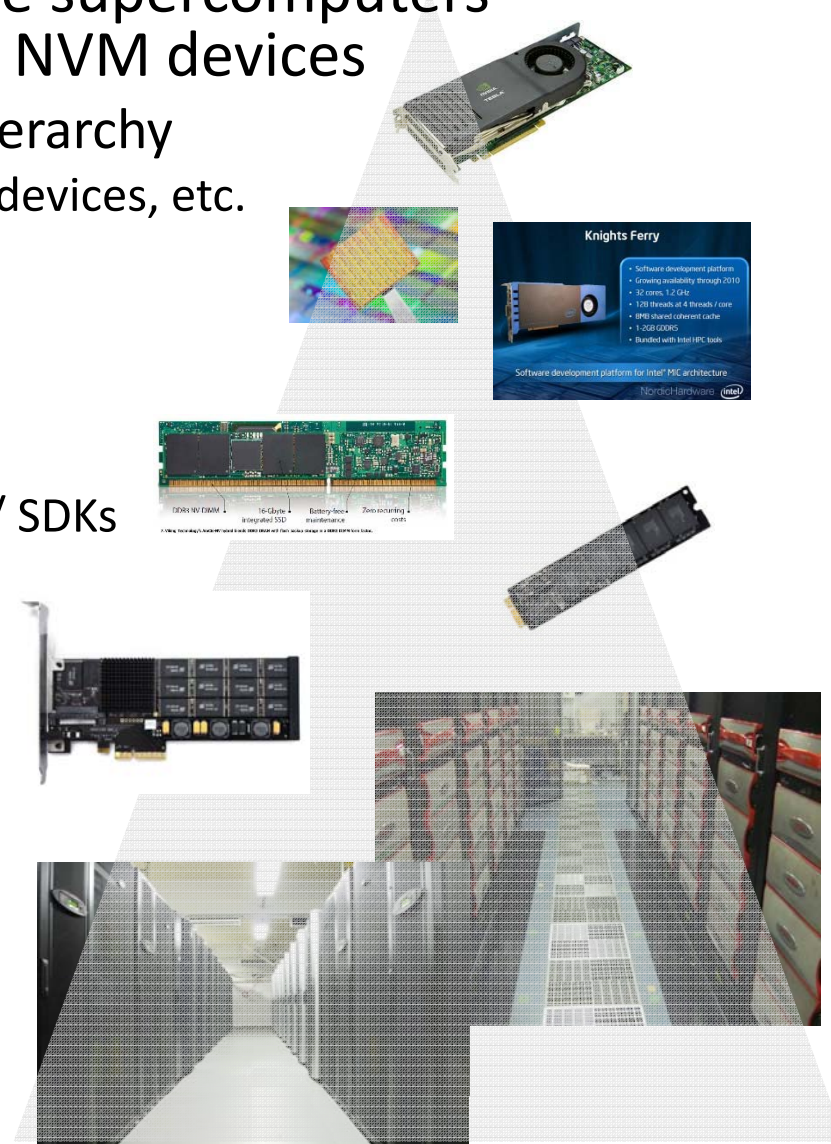 e supercomputers
NVM devices
erarchy
devices, etc.
NVIDIA
TESLA
Knights Ferry
• Software development platform
• Growing availability through 2010
• 32 cores, 1.2 GHz
• 128 threads at 4 threads / core
• 8MB shared coherent cache
• 1-2GB GDDR5
• Bundled with Intel HPC tools
Software development platform for Intel® MIC architecture
NordicHardware
intel
/ SDKs
DDR3 NV DIMM
16-Gbyte integrated SSD
Battery-free maintenance
Zero recurring costs